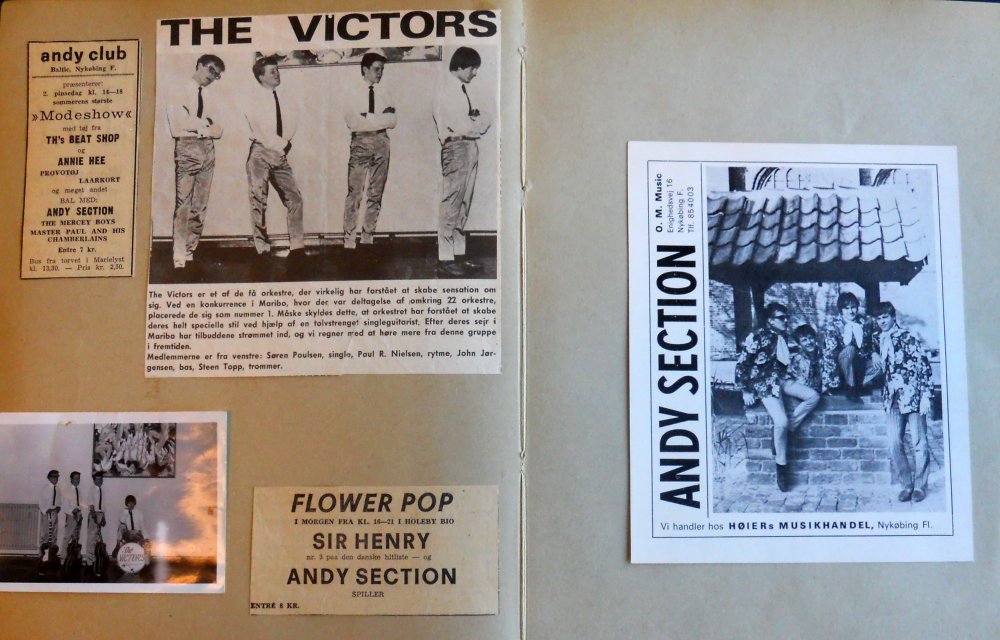 andy club
Baltic, Nykøbing F.
præsenterer:
2. pinsedag kl. 14—18
sommerens største
»Modeshow«
med tøj fra
TH's BEAT SHOP
og
ANNIE HEE
PROVOTØJ
LAARKORT
og meget andet
BAL MED:
ANDY SECTION
THE MERCEY BOYS
MASTER PAUL AND HIS
CHAMBERLAINS
Entre 7 kr.
Bus fra torvet i Marielyst
kl. 13,30. — Pris kr. 2,50.
THE VICTORS
The Victors er et af de få orkestre, der virkelig har forstået at skabe sensation om
sig. Ved en konkurrence i Maribo, hvor der var deltagelse af omkring 22 orkestre,
placerede de sig som nummer 1. Måske skyldes dette, at orkestret har forstået at skabe
deres helt specielle stil ved hjælp af en tolvstrenget singleguitarist. Efter deres sejr i
Maribo har tilbuddene strømmet ind, og vi regner med at høre mere fra denne gruppe
i fremtiden.
Medlemmerne er fra venstre: Søren Poulsen, single, Paul R. Nielsen, rytme, John Jør-
gensen, bas, Steen Topp, trommer.
The
VICTORS
FLOWER POP
I MORGEN FRA KL. 16—21 I HOLEBY BIO
SIR HENRY
nr. 3 paa den danske hitliste — og
ANDY SECTION
SPILLER
ENTRÉ 8 KR.
ANDY SECTION
O. M. Music
Enighedsvej 16
Nykøbing F.
Tlf. 854003
Vi handler hos HØIERs MUSIKHANDEL, Nykøbing Fl.